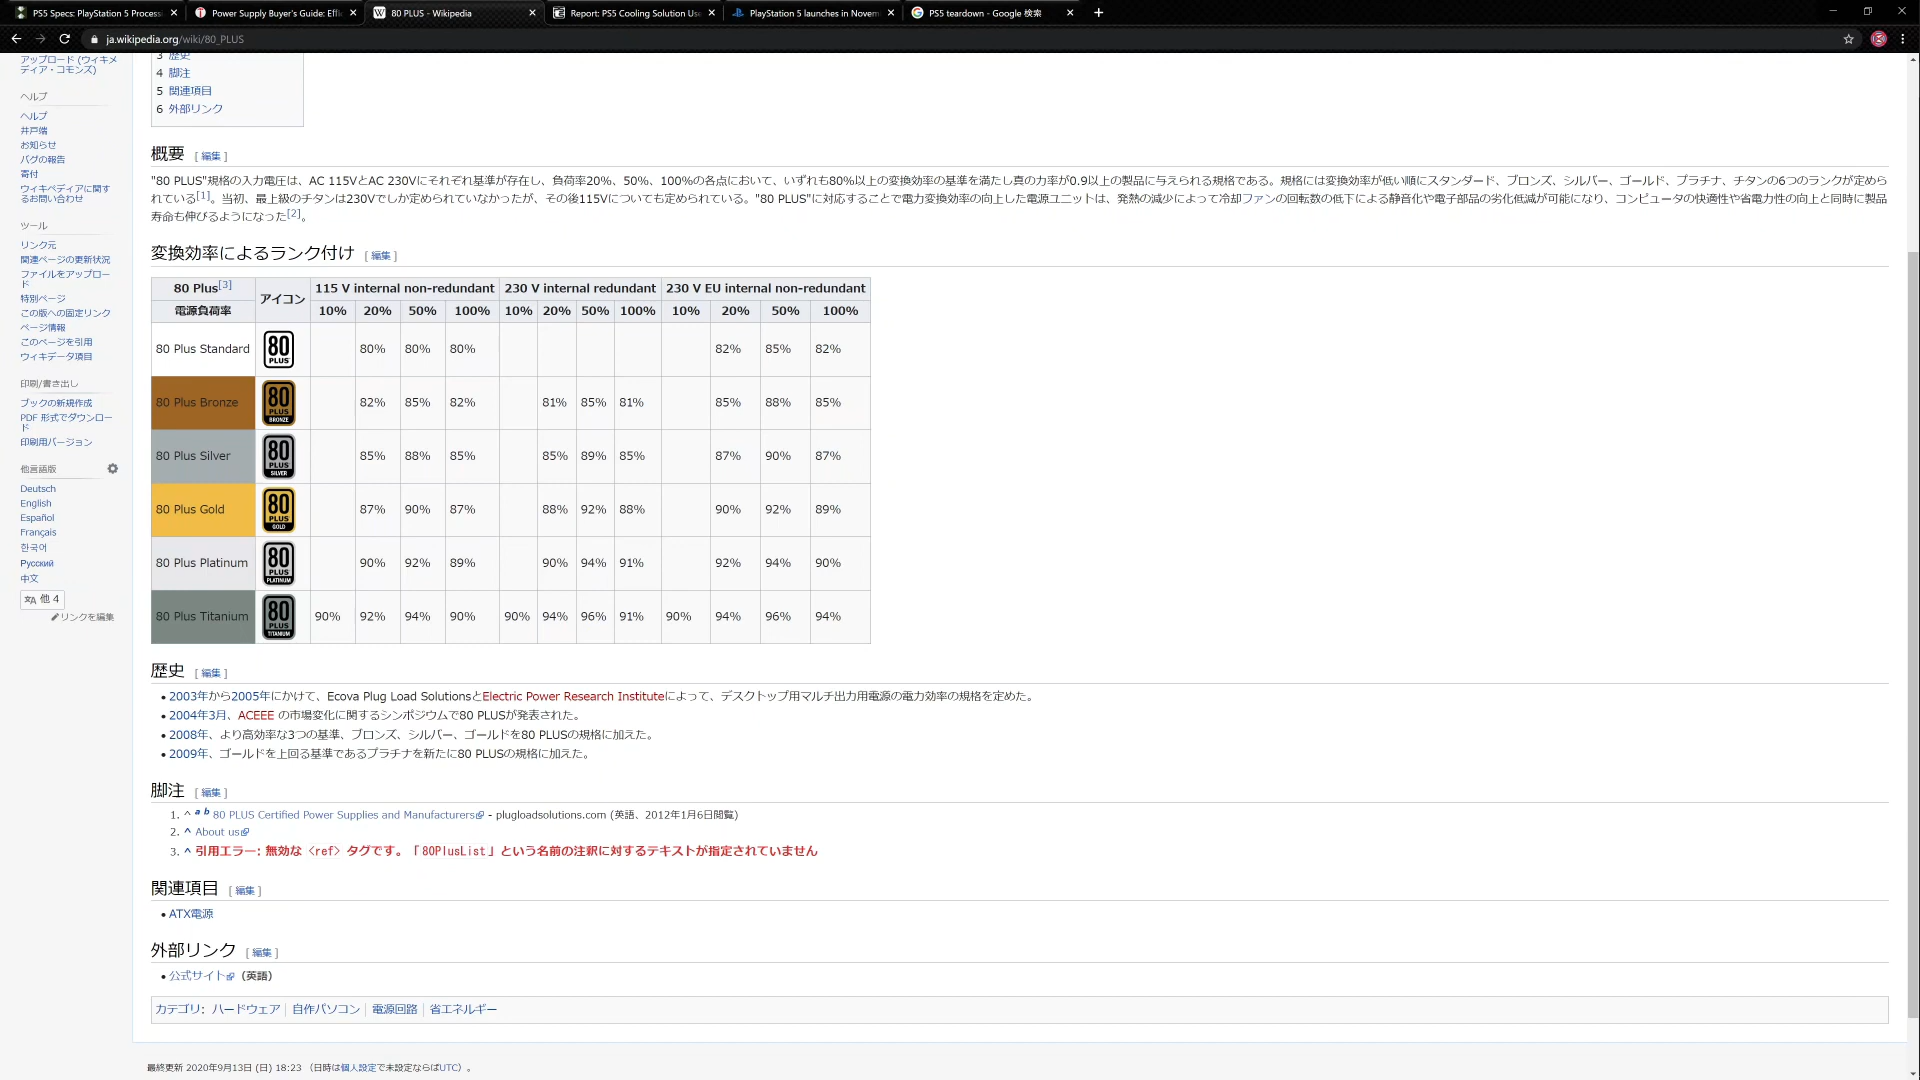 PS5 Specs: PlayStation 5 Process
Power Supply Buyer's Guide: Effi
80 PLUS - Wikipedia
Report: PS5 Cooling Solution Use
PlayStation 5 launches in Novem
PS5 teardown - Google 検索
ja.wikipedia.org/wiki/80_PLUS
アップロード (ウィキメ
ディア・コモンズ)
ヘルプ
ヘルプ
井戸端
お知らせ
バグの報告
寄付
ウィキペディアに関す
るお問い合わせ
ツール
リンク元
関連ページの更新状況
ファイルをアップロー
ド
特別ページ
この版への固定リンク
ページ情報
このページを引用
ウィキデータ項目
印刷/書き出し
ブックの新規作成
PDF 形式でダウンロー
ド
印刷用バージョン
他言語版
Deutsch
English
Español
Français
한국어
Русский
中文
他 4
リンクを編集
3 歴史
4 脚注
5 関連項目
6 外部リンク
概要 [ 編集 ]
"80 PLUS"規格の入力電圧は、AC 115VとAC 230Vにそれぞれ基準が存在し、負荷率20%、50%、100%の各点において、いずれも80%以上の変換効率の基準を満たし真の力率が0.9以上の製品に与えられる規格である。規格には変換効率が低い順にスタンダード、ブロンズ、シルバー、ゴールド、プラチナ、チタンの6つのランクが定めら
れている[1]。当初、最上級のチタンは230Vでしか定められていなかったが、その後115Vについても定められている。"80 PLUS"に対応することで電力変換効率の向上した電源ユニットは、発熱の減少によって冷却ファンの回転数の低下による静音化や電子部品の劣化低減が可能になり、コンピュータの快適性や省電力性の向上と同時に製品
寿命も伸びるようになった[2]。
変換効率によるランク付け [ 編集 ]
80 Plus[3] アイコン 115 V internal non-redundant 230 V internal redundant 230 V EU internal non-redundant
電源負荷率 10% 20% 50% 100% 10% 20% 50% 100% 10% 20% 50% 100%
80 Plus Standard 80 PLUS 80% 80% 80% 82% 85% 82%
80 Plus Bronze 80 PLUS BRONZE 82% 85% 82% 81% 85% 81% 85% 88% 85%
80 Plus Silver 80 PLUS SILVER 85% 88% 85% 85% 89% 85% 87% 90% 87%
80 Plus Gold 80 PLUS GOLD 87% 90% 87% 88% 92% 88% 90% 92% 89%
80 Plus Platinum 80 PLUS PLATINUM 90% 92% 89% 90% 94% 91% 92% 94% 90%
80 Plus Titanium 80 PLUS TITANIUM 90% 92% 94% 90% 90% 94% 96% 91% 90% 94% 96% 94%
歴史 [ 編集 ]
2003年から2005年にかけて、Ecova Plug Load SolutionsとElectric Power Research Instituteによって、デスクトップ用マルチ出力用電源の電力効率の規格を定めた。
2004年3月、ACEEE の市場変化に関するシンポジウムで80 PLUSが発表された。
2008年、より高効率な3つの基準、ブロンズ、シルバー、ゴールドを80 PLUSの規格に加えた。
2009年、ゴールドを上回る基準であるプラチナを新たに80 PLUSの規格に加えた。
脚注 [ 編集 ]
1. ^ a b 80 PLUS Certified Power Supplies and Manufacturers - plugloadsolutions.com (英語、2012年1月6日閲覧)
2. ^ About us
3. ^ 引用エラー: 無効な <ref> タグです。「80PlusList」という名前の注釈に対するテキストが指定されていません
関連項目 [ 編集 ]
ATX電源
外部リンク [ 編集 ]
公式サイト (英語)
カテゴリ: ハードウェア | 自作パソコン | 電源回路 | 省エネルギー
最終更新 2020年9月13日 (日) 18:23 (日時は個人設定で未設定ならばUTC)。